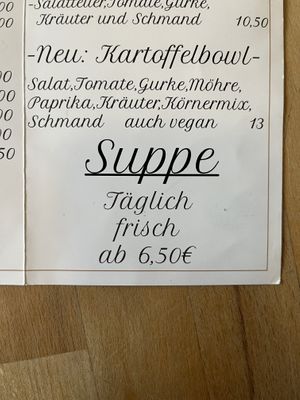 -Salatteller,Tomate,Gurke,
Kräuter und Schmand 10,50
-Neu: Kartoffelbowl-
Salat,Tomate,Gurke,Möhre,
Paprika,Kräuter,Körnermix,
Schmand auch vegan 13
Suppe
Täglich
frisch
ab 6,50€